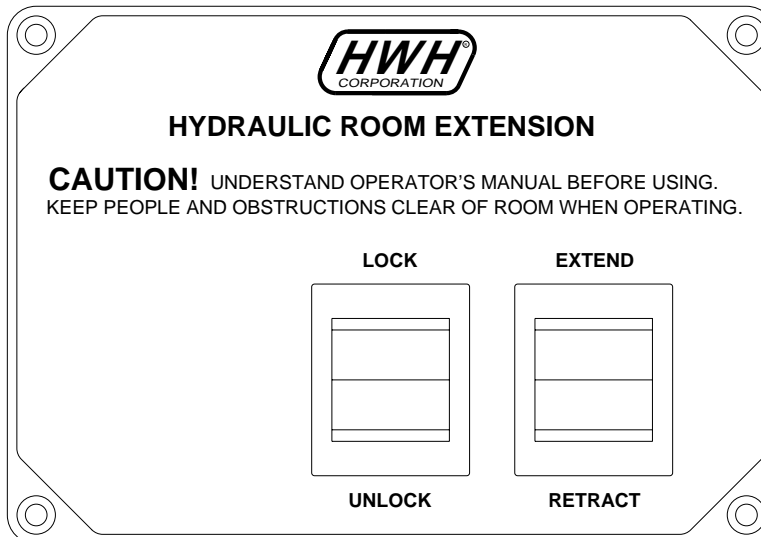 HWH®
CORPORATION
HYDRAULIC ROOM EXTENSION
CAUTION! UNDERSTAND OPERATOR'S MANUAL BEFORE USING.
KEEP PEOPLE AND OBSTRUCTIONS CLEAR OF ROOM WHEN OPERATING.
LOCK EXTEND
UNLOCK RETRACT